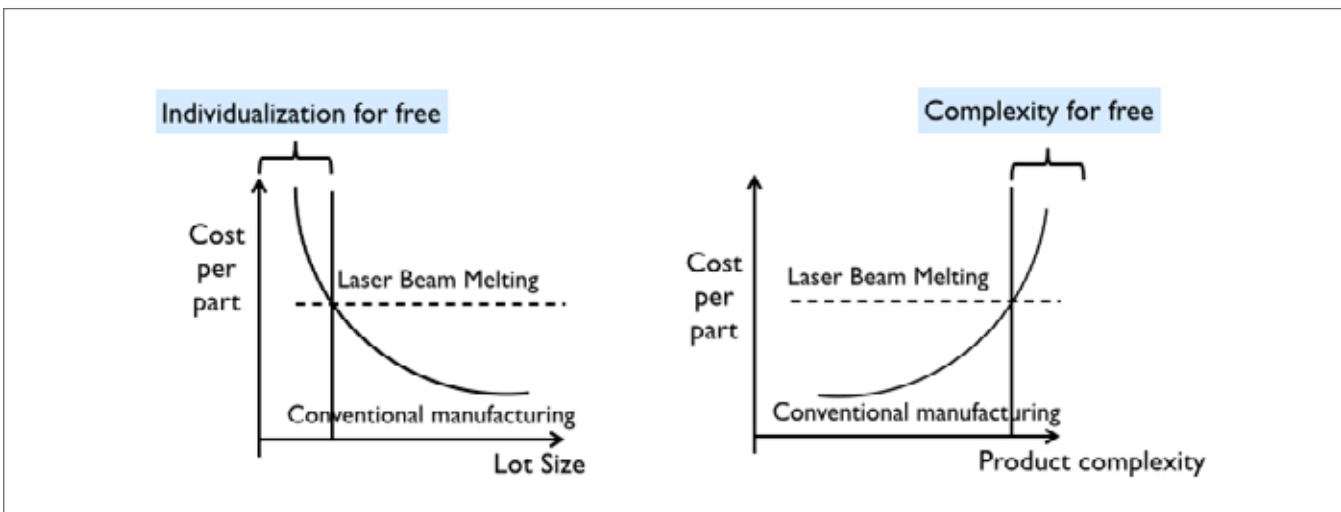 Individualization for free
Cost
per
part
Laser Beam Melting
Conventional manufacturing
Lot Size
Complexity for free
Cost
per
part
Laser Beam Melting
Conventional manufacturing
Product complexity